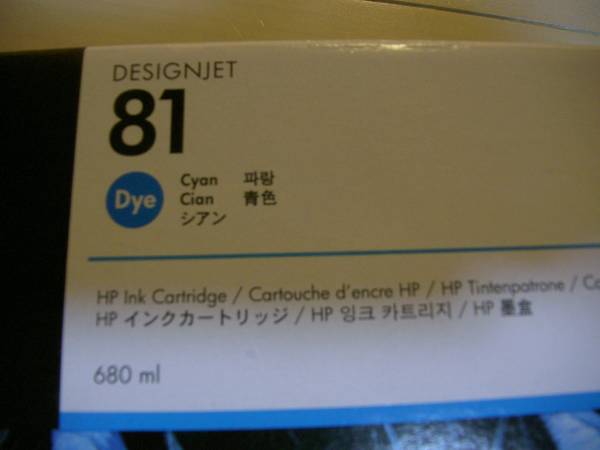 DESIGNJET
81
Dye
Cyan 파랑
Cian 青色
シアン
HP Ink Cartridge / Cartouche d'encre HP / HP Tintenpatrone /
HP インクカートリッジ / HP 잉크 카트리지 / HP 墨盒
680 ml